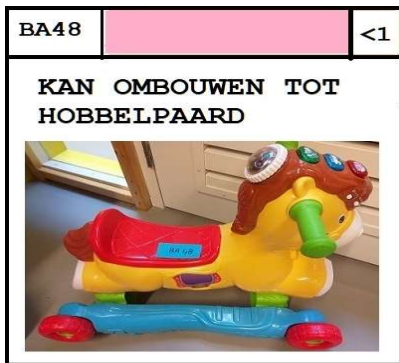 BA48
<1
KAN OMBOUWEN TOT
HOBBELPAARD
BA 48